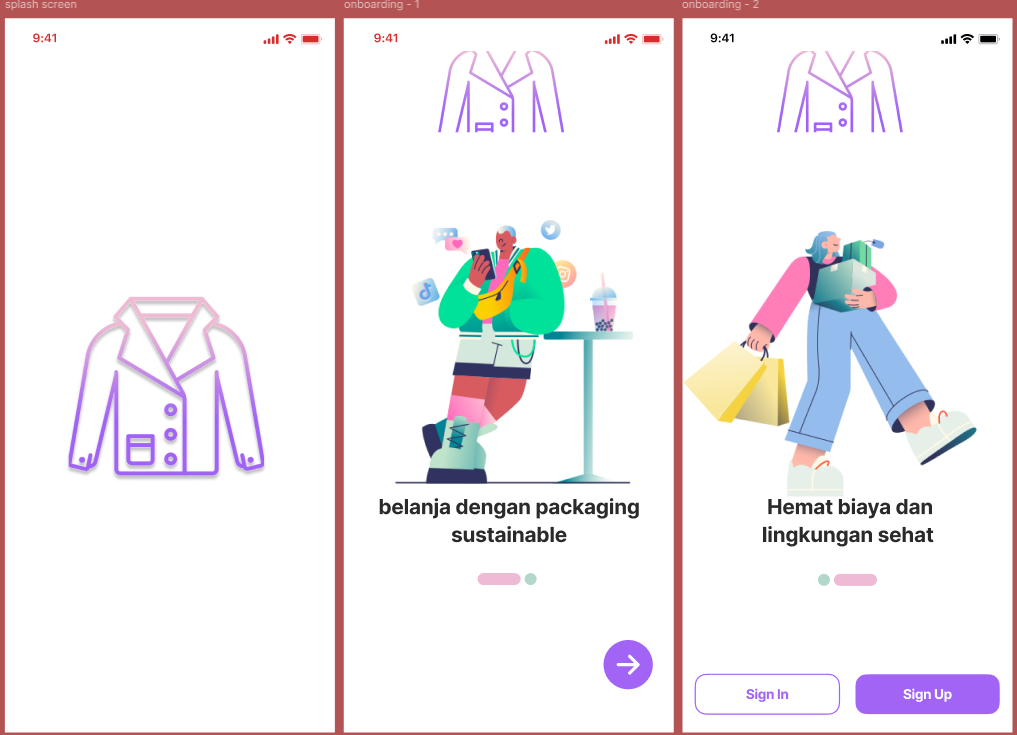 splash screen
onboarding - 1
onboarding - 2
9:41
9:41
9:41
belanja dengan packaging
sustainable
Hemat biaya dan
lingkungan sehat
Sign In
Sign Up